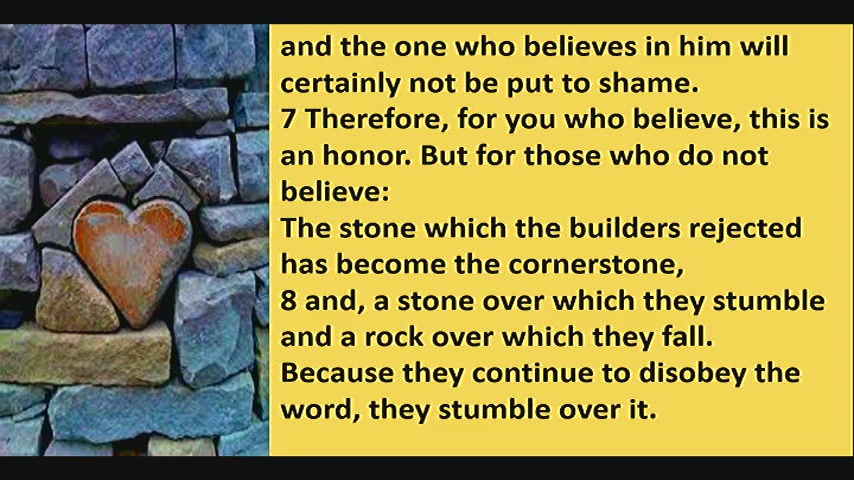 and the one who believes in him will
certainly not be put to shame.
7 Therefore, for you who believe, this is
an honor. But for those who do not
believe:
The stone which the builders rejected
has become the cornerstone,
8 and, a stone over which they stumble
and a rock over which they fall.
Because they continue to disobey the
word, they stumble over it.